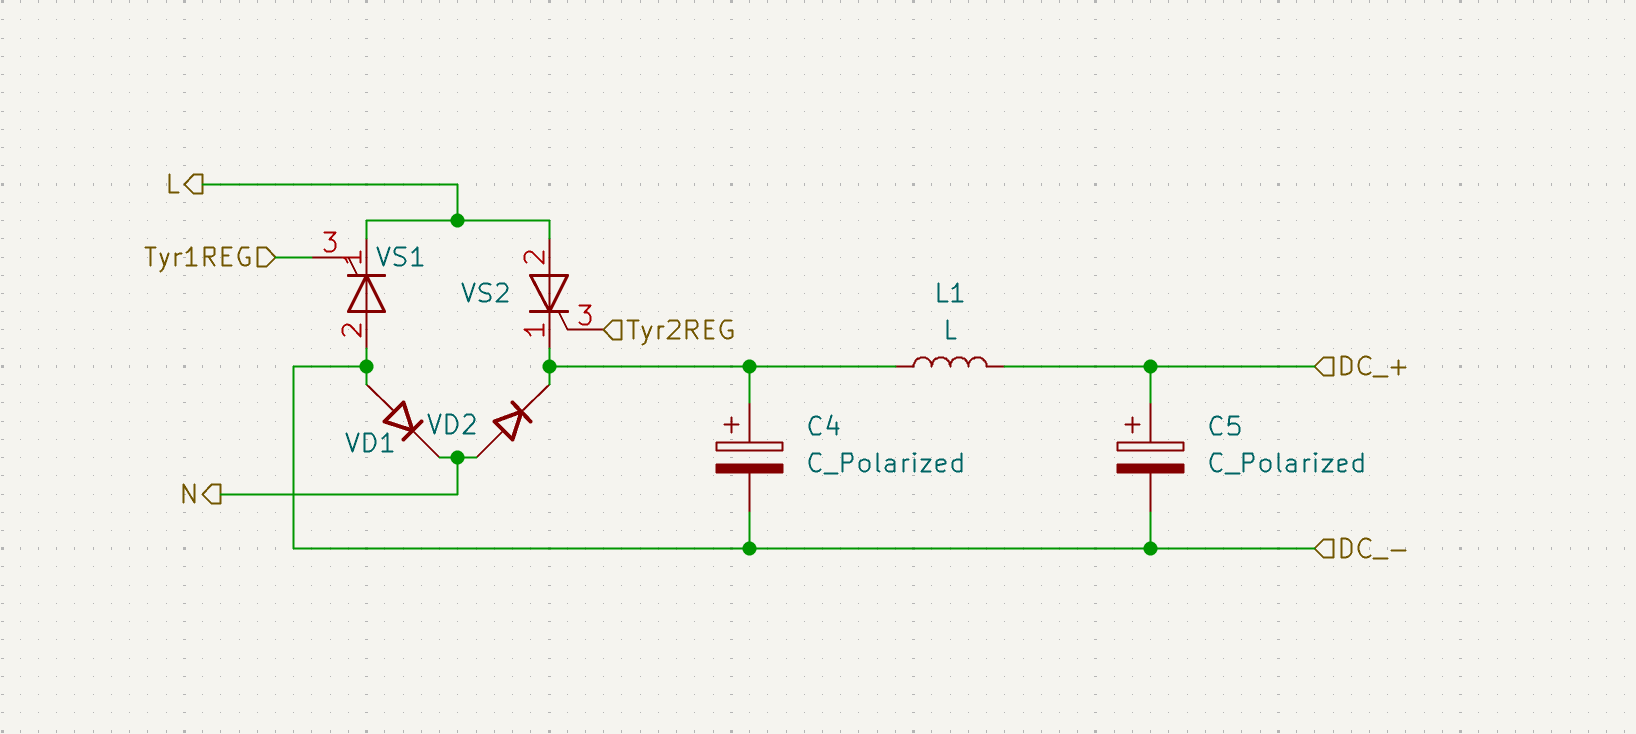 L
Tyr1REG
3
1
VS1
2
VS2
2
3
1
Tyr2REG
L1
L
DC_+
VD1
VD2
+
C4
C_Polarized
+
C5
C_Polarized
N
DC_-